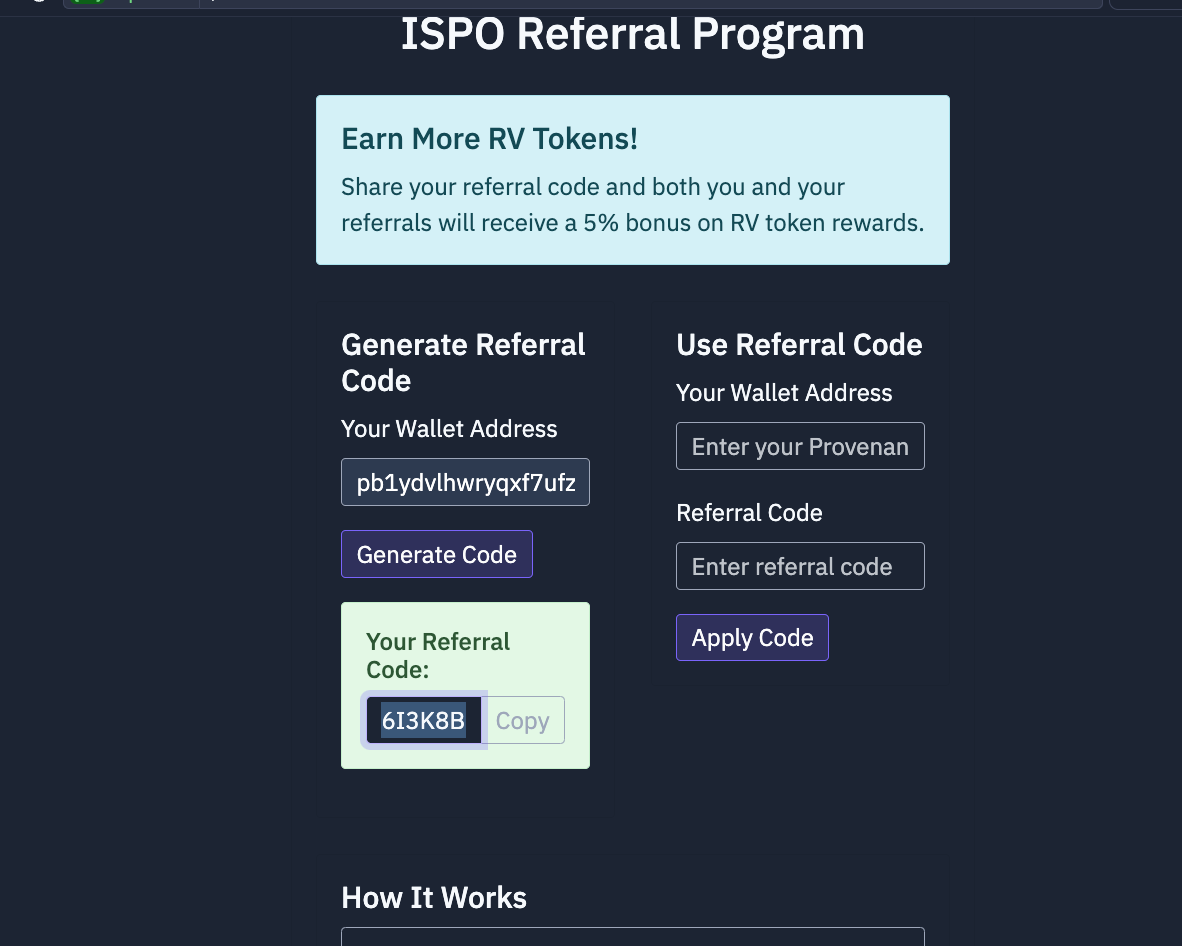 ISPO Referral Program
Earn More RV Tokens!
Share your referral code and both you and your
referrals will receive a 5% bonus on RV token rewards.
Generate Referral
Code
Your Wallet Address
pb1ydvlhwryqxf7ufz
Generate Code
Your Referral
Code:
6I3K8B
Copy
Use Referral Code
Your Wallet Address
Enter your Provenan
Referral Code
Enter referral code
Apply Code
How It Works